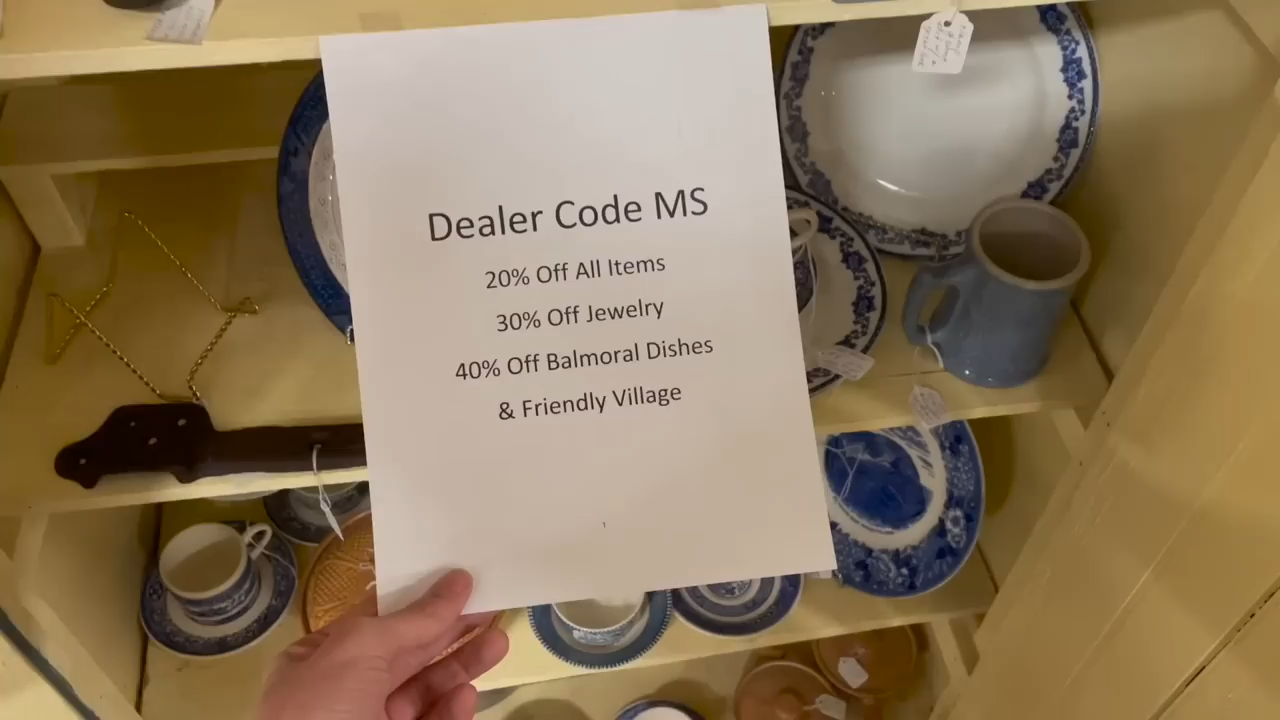 Dealer Code MS
20% Off All Items
30% Off Jewelry
40% Off Balmoral Dishes
& Friendly Village